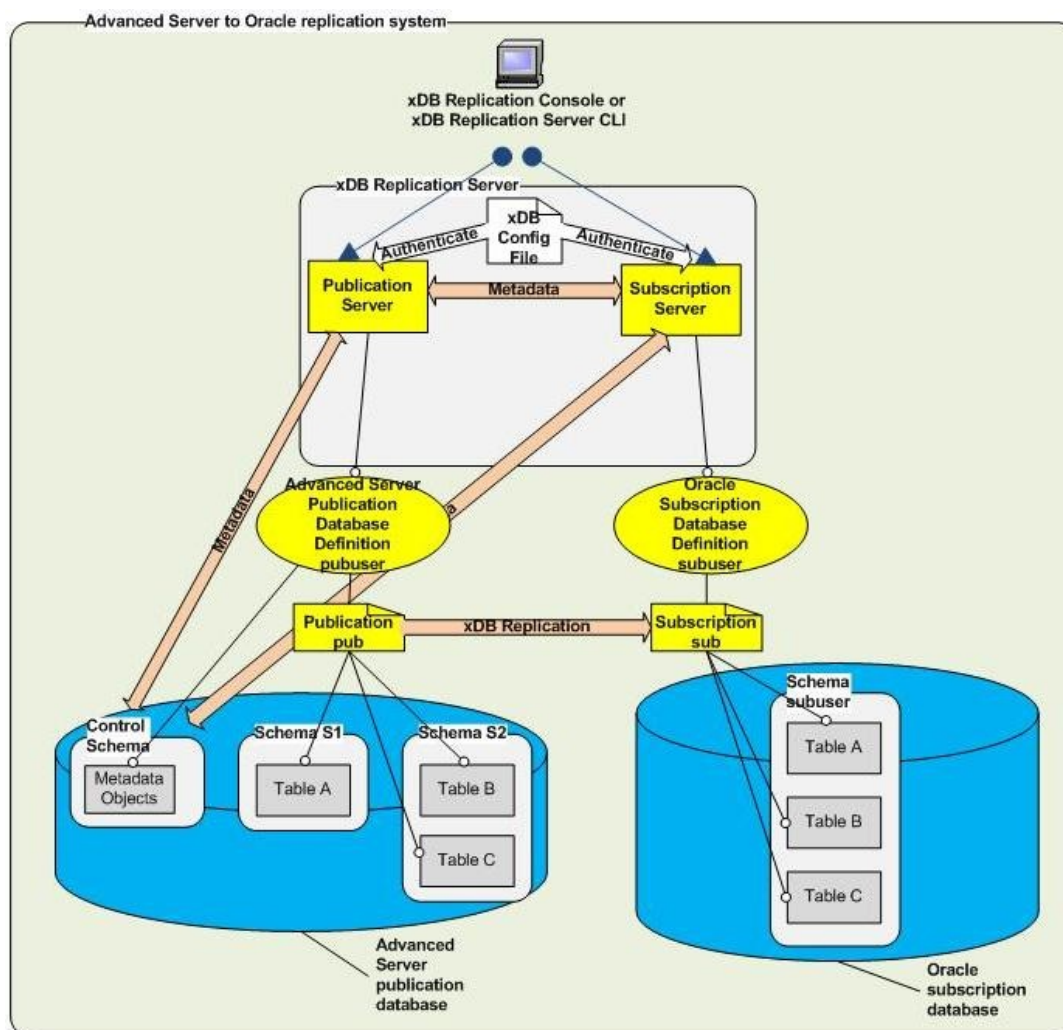 Advanced Server to Oracle replication system
xDB Replication Console or
xDB Replication Server CLI
xDB Replication Server
xDB
Config
File
Authenticate
Authenticate
Publication
Server
Metadata
Subscription
Server
Metadata
a
Advanced Server
Publication
Database
Definition
pubuser
Oracle
Subscription
Database
Definition
subuser
Publication
pub
xDB Replication
Subscription
sub
Control
Schema
Metadata
Objects
Schema S1
Table A
Schema S2
Table B
Table C
Schema
subuser
Table A
Table B
Table C
Advanced
Server
publication
database
Oracle
subscription
database